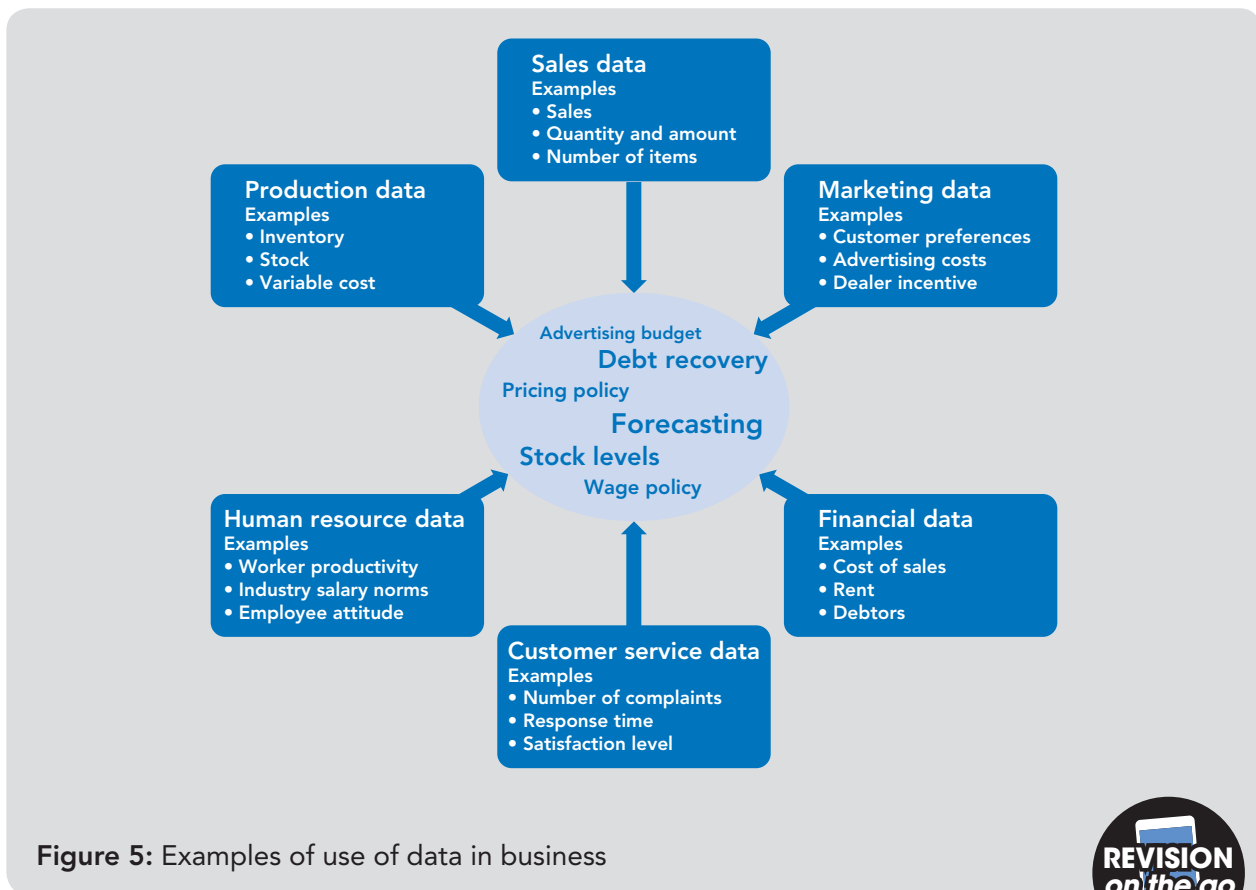 Sales data
Examples
• Sales
• Quantity and amount
• Number of items
Production data
Examples
• Inventory
• Stock
• Variable cost
Marketing data
Examples
• Customer preferences
• Advertising costs
• Dealer incentive
Advertising budget
Debt recovery
Pricing policy
Forecasting
Stock levels
Wage policy
Human resource data
Examples
• Worker productivity
• Industry salary norms
• Employee attitude
Financial data
Examples
• Cost of sales
• Rent
• Debtors
Customer service data
Examples
• Number of complaints
• Response time
• Satisfaction level
Figure 5: Examples of use of data in business
REVISION
on the go